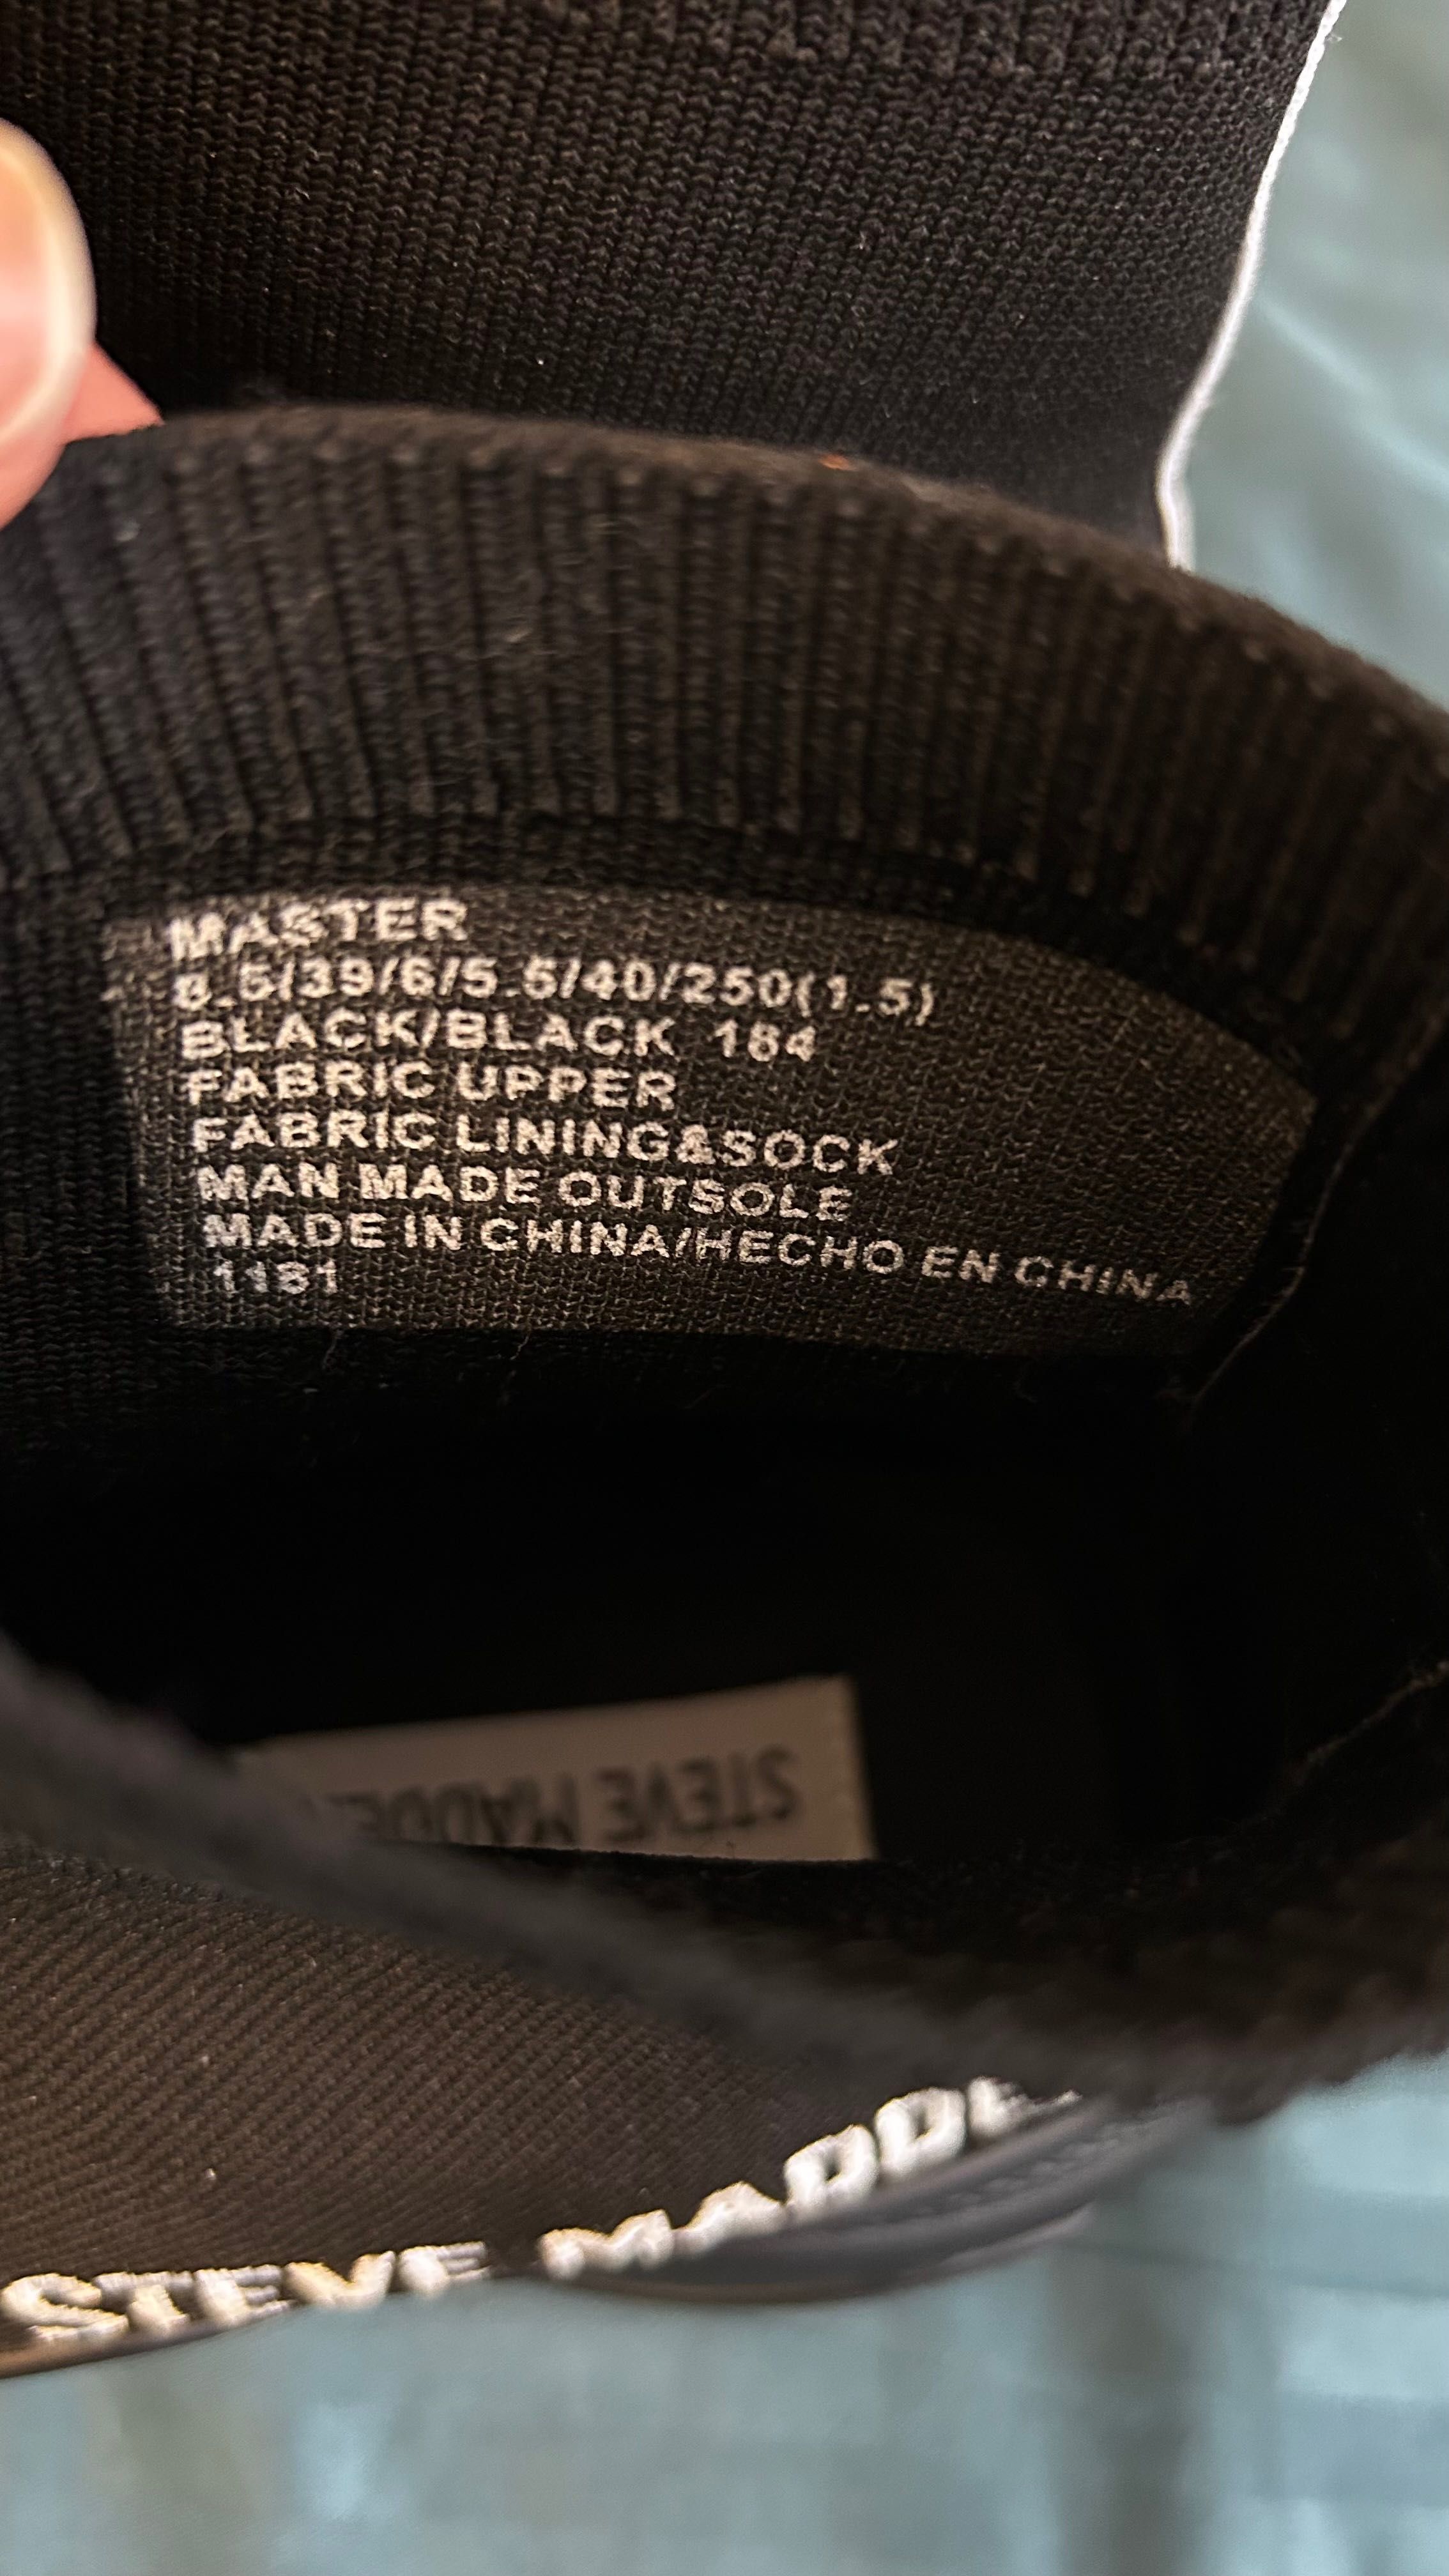 MASTER
8.5/39/6/5.5/40/250(1.5)
BLACK/BLACK 184
FABRIC UPPER
FABRIC LINING&SOCK
MAN MADE OUTSOLE
MADE IN CHINA/HECHO EN CHINA
1181
STEVE MADDE
STEVE MADDE